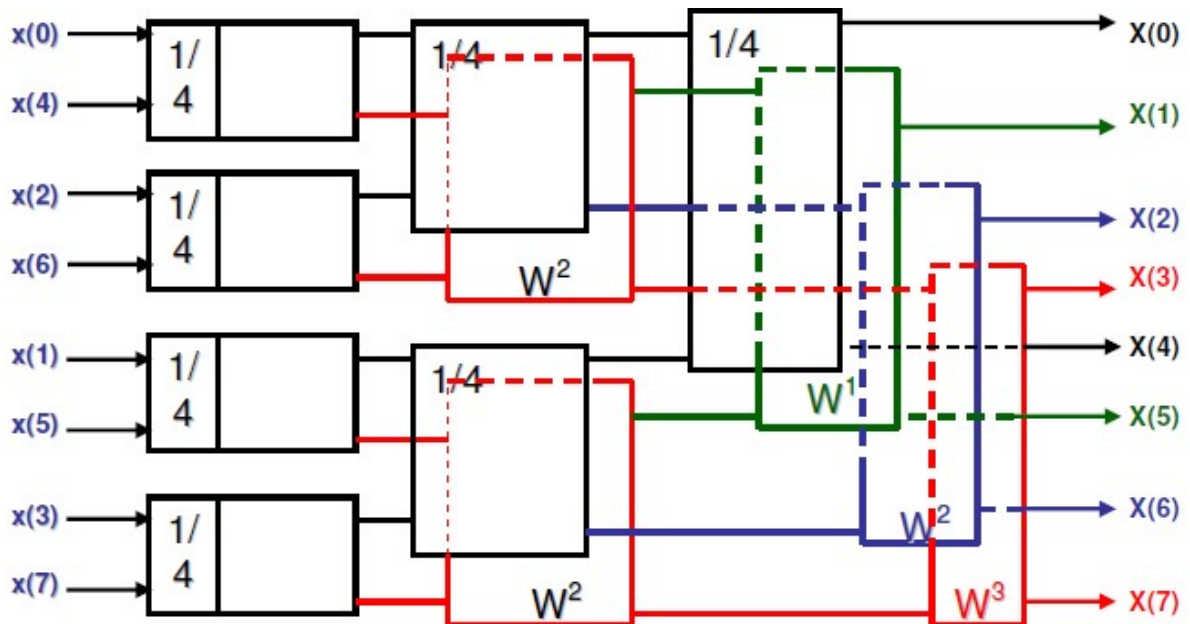 x(0)
x(4)
x(2)
x(6)
x(1)
x(5)
x(3)
x(7)
1/
4
1/
4
1/
4
1/
4
1/4
W²
1/4
W²
1/4
W¹
W²
W³
X(0)
X(1)
X(2)
X(3)
X(4)
X(5)
X(6)
X(7)